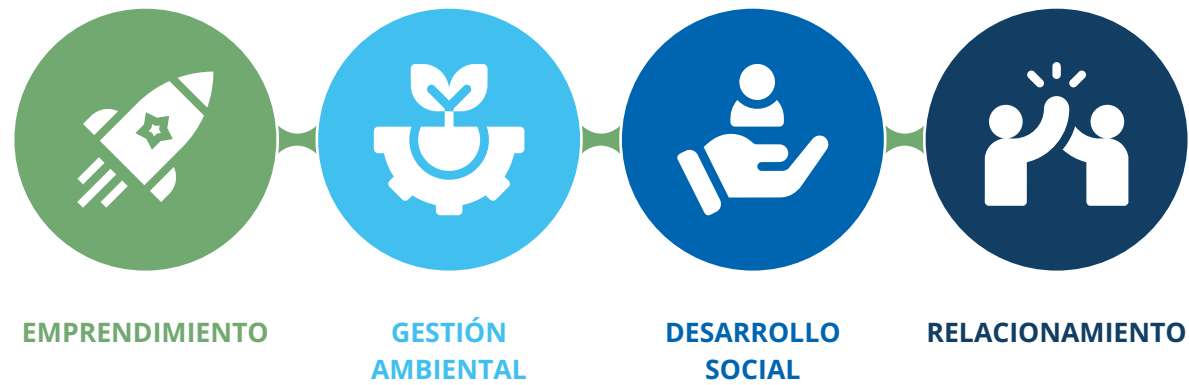 EMPRENDIMIENTO
GESTIÓN
AMBIENTAL
DESARROLLO
SOCIAL
RELACIONAMIENTO